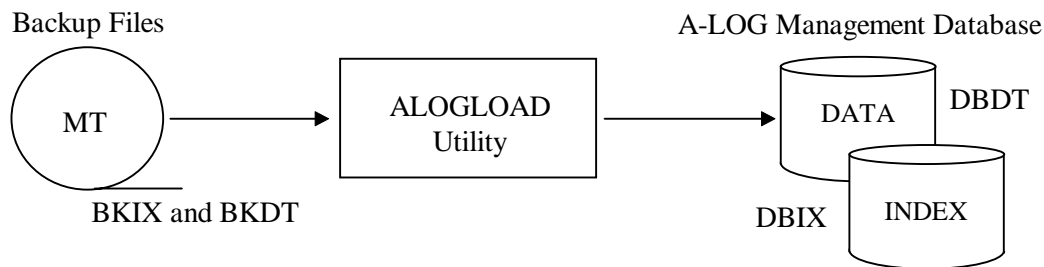 Backup Files
A-LOG Management Database
MT
ALOGLOAD
Utility
DATA
DBDT
BKIX and BKDT
DBIX
INDEX